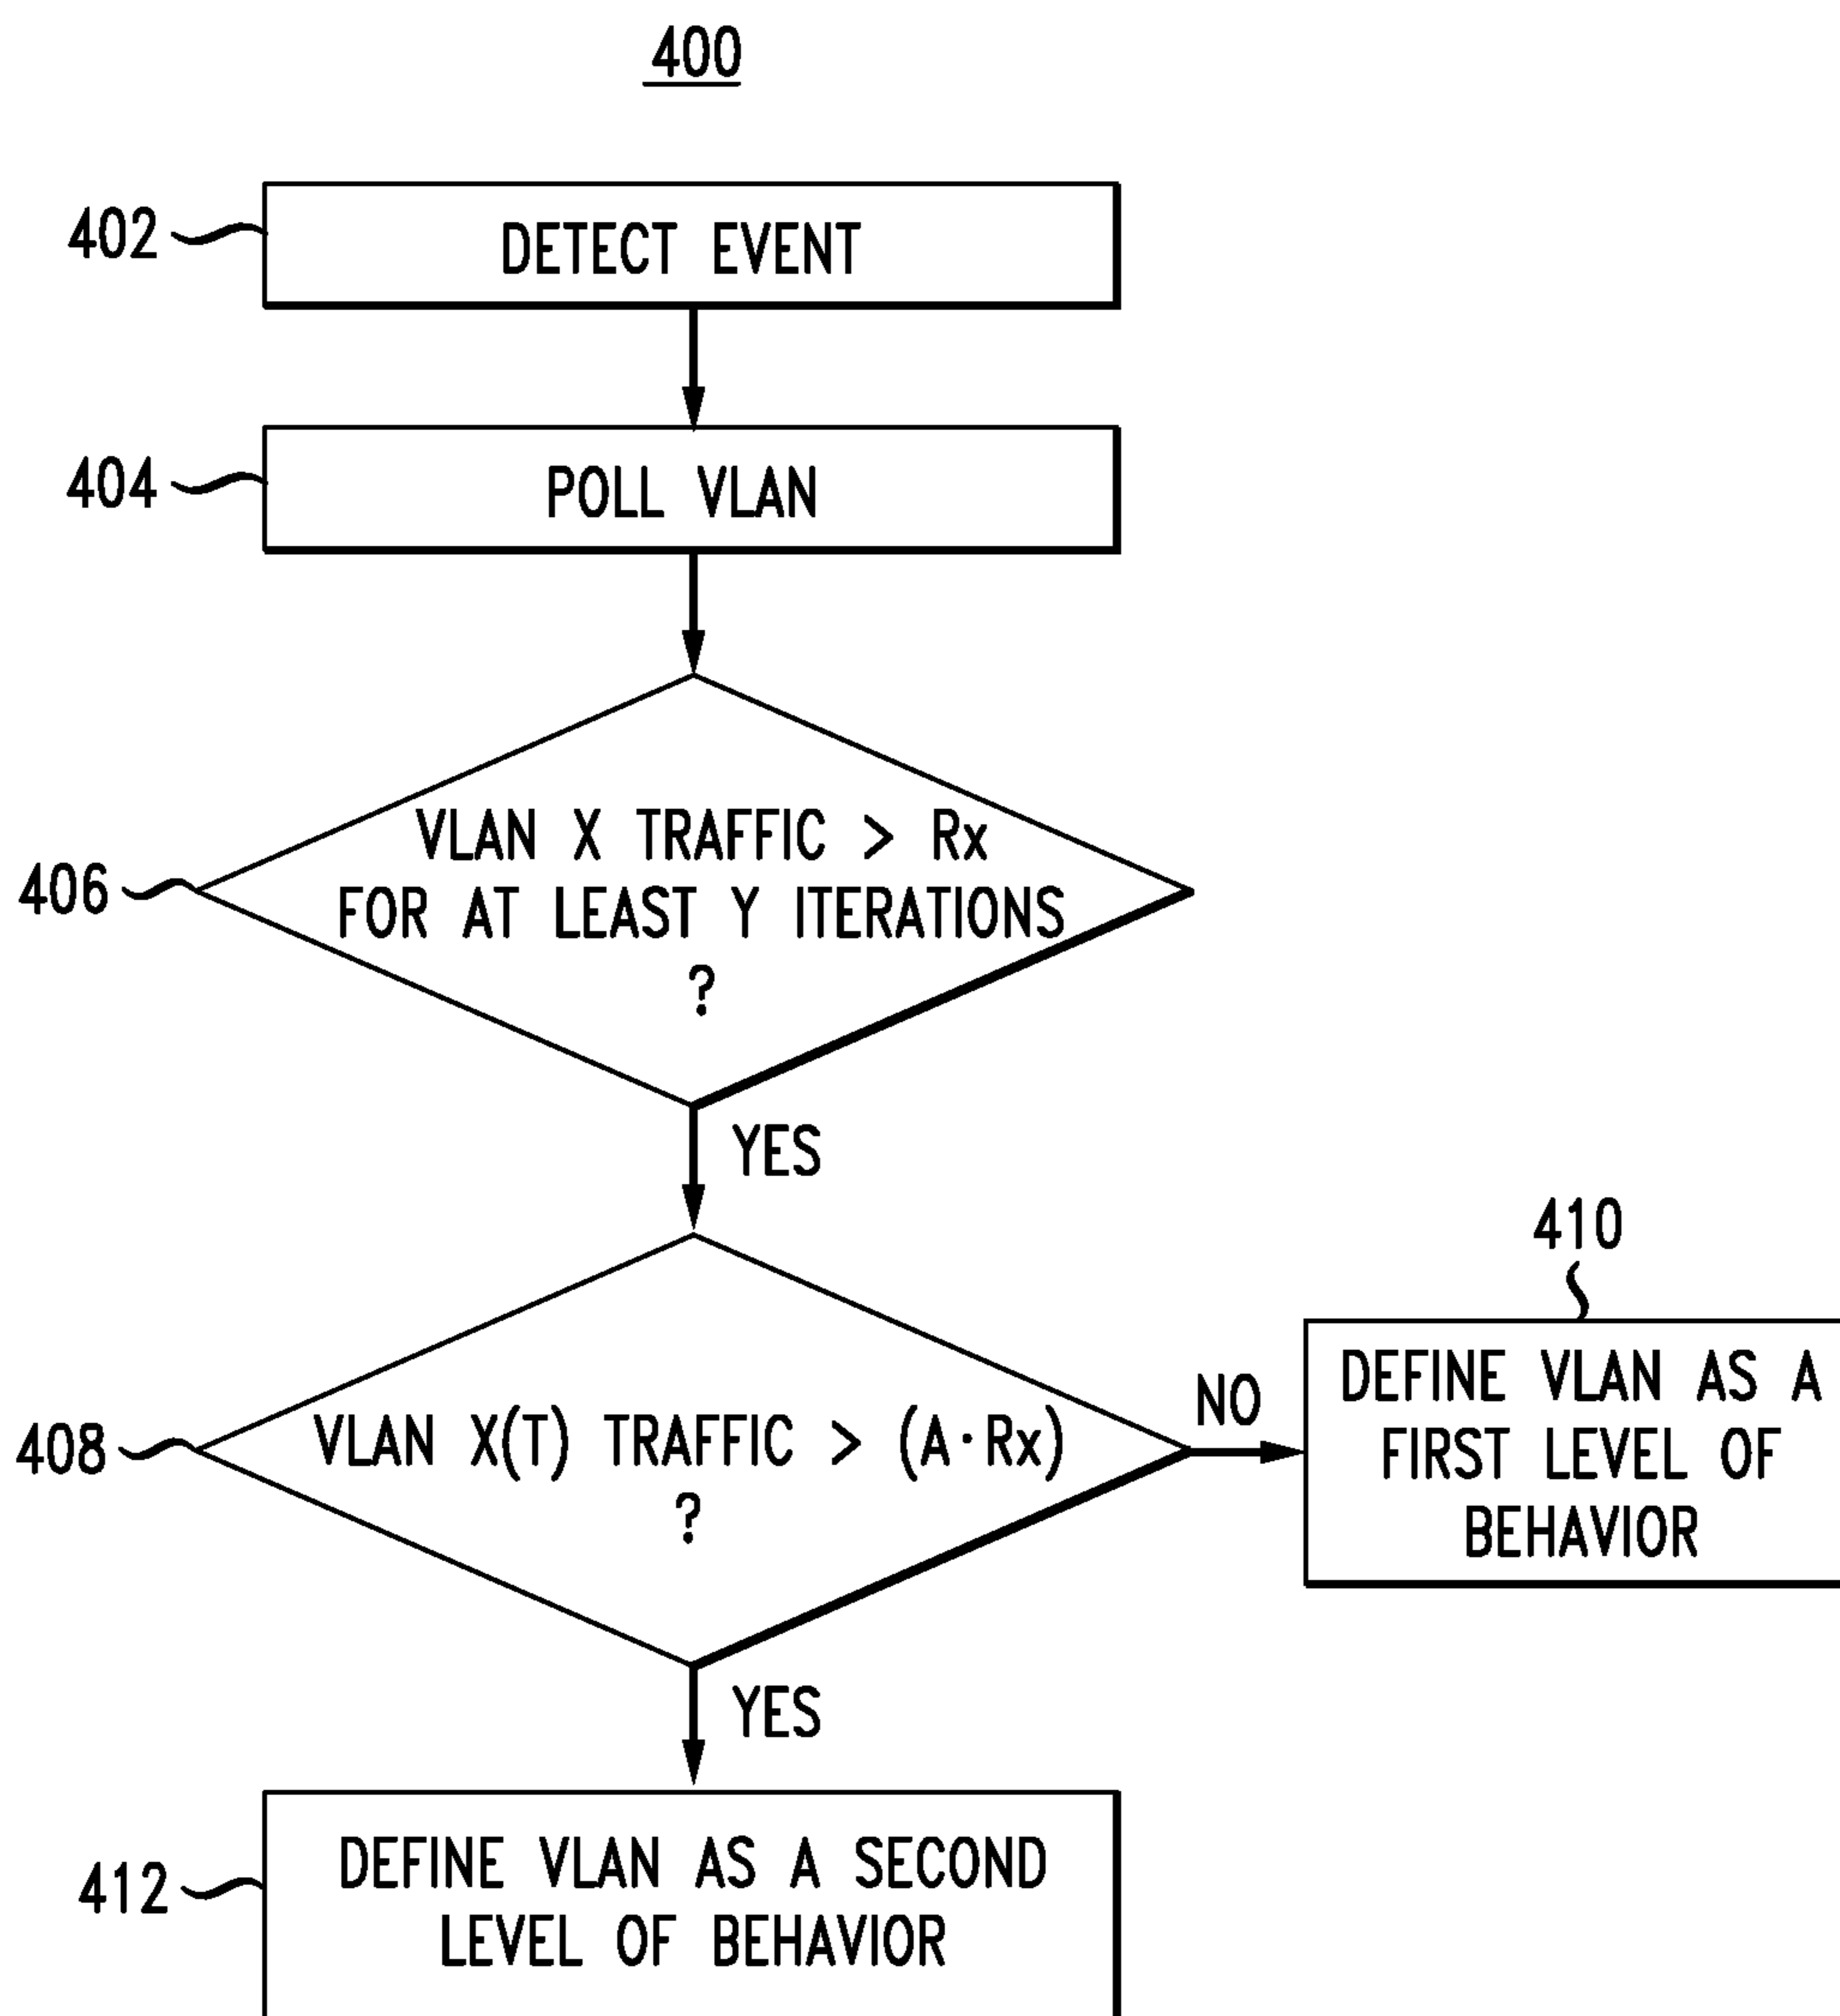 400
402
DETECT EVENT
404
POLL VLAN
406
VLAN X TRAFFIC > Rx
FOR AT LEAST Y ITERATIONS
?
YES
408
VLAN X(T) TRAFFIC > (A·Rx)
?
NO
410
DEFINE VLAN AS A
FIRST LEVEL OF
BEHAVIOR
YES
412
DEFINE VLAN AS A SECOND
LEVEL OF BEHAVIOR